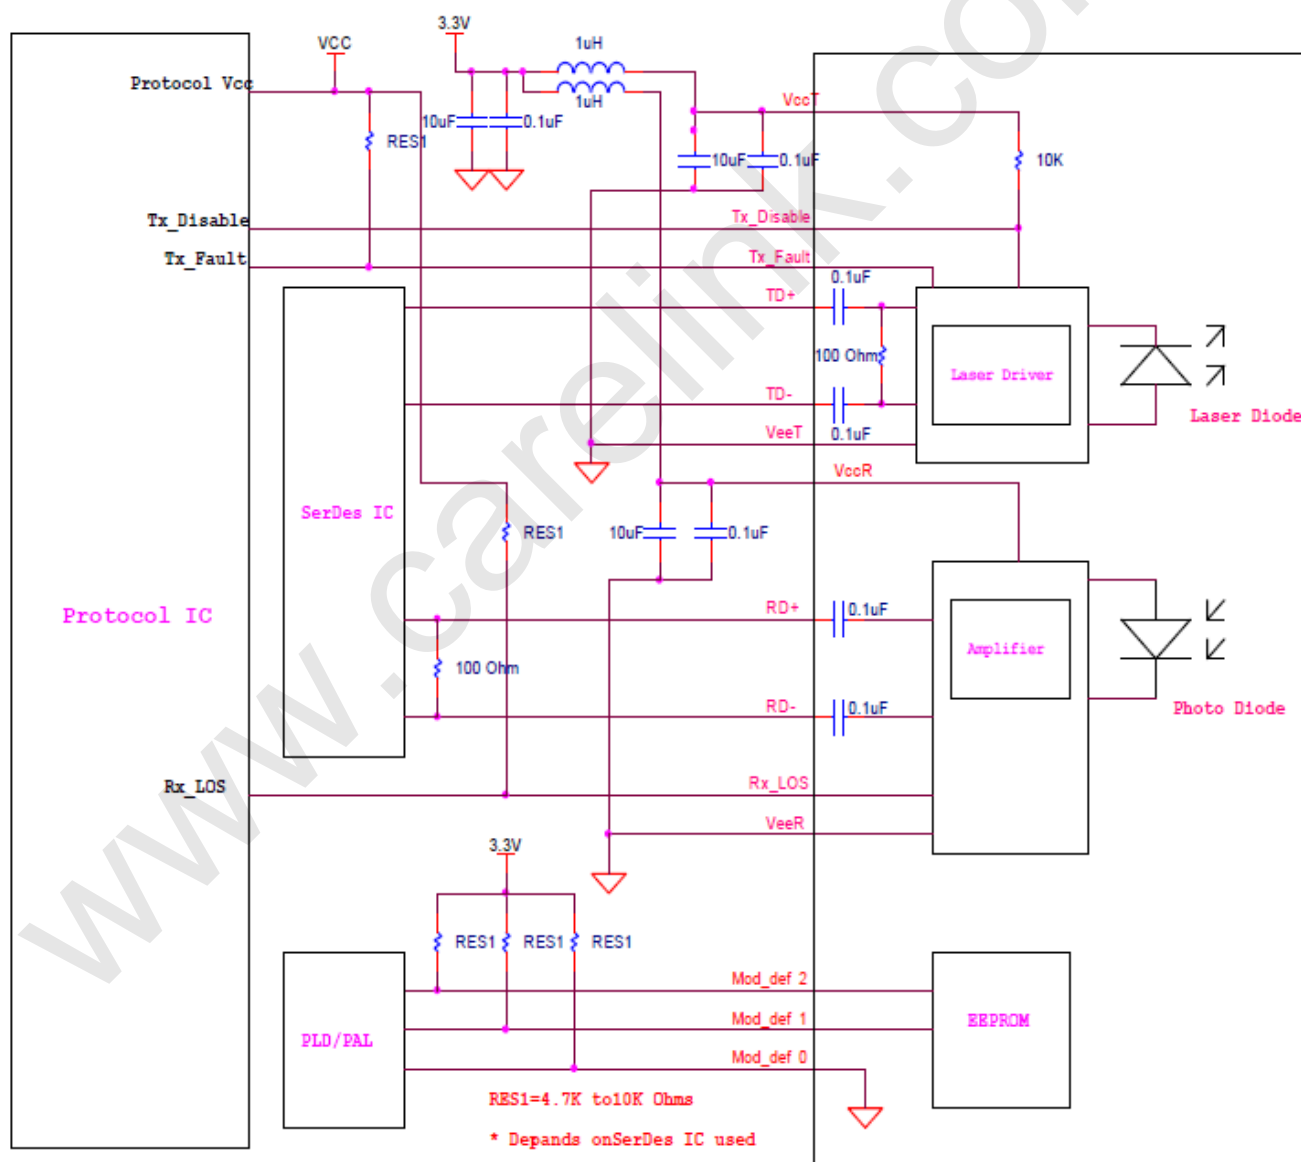 3.3V
VCC
1uH
Protocol Vcc
1uH
VccT
10uF
0.1uF
RES1
10uF
0.1uF
10K
Tx_Disable
Tx_Disable
Tx_Fault
Tx_Fault
0.1uF
TD+
100 Ohm
Laser Driver
TD-
Laser Diode
VeeT
0.1uF
VccR
SerDes IC
RES1
10uF
0.1uF
Protocol IC
RD+
0.1uF
Amplifier
100 Ohm
RD-
0.1uF
Photo Diode
Rx_LOS
Rx_LOS
VeeR
3.3V
RES1
RES1
RES1
Mod_def 2
Mod_def 1
EEPROM
PLD/PAL
Mod_def 0
RES1=4.7K to10K Ohms
* Depands onSerDes IC used
www.carelink.co